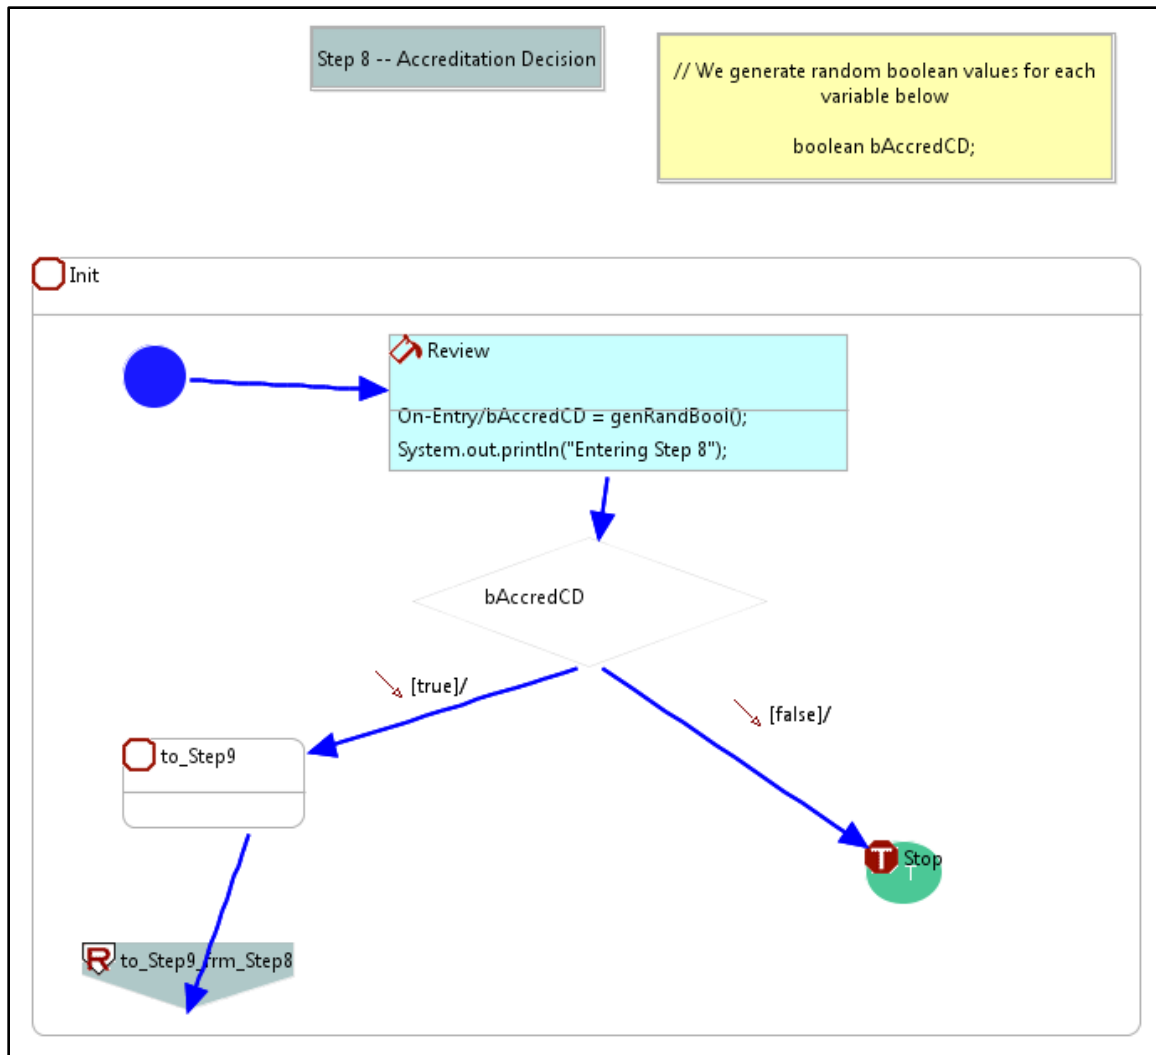 Step 8 -- Accreditation Decision
// We generate random boolean values for each
variable below
boolean bAccredCD;
Init
Review
On-Entry/bAccredCD = genRandBool();
System.out.println("Entering Step 8");
bAccredCD
[true]/
[false]/
to_Step9
T Stop
T
R to_Step9_frm_Step8